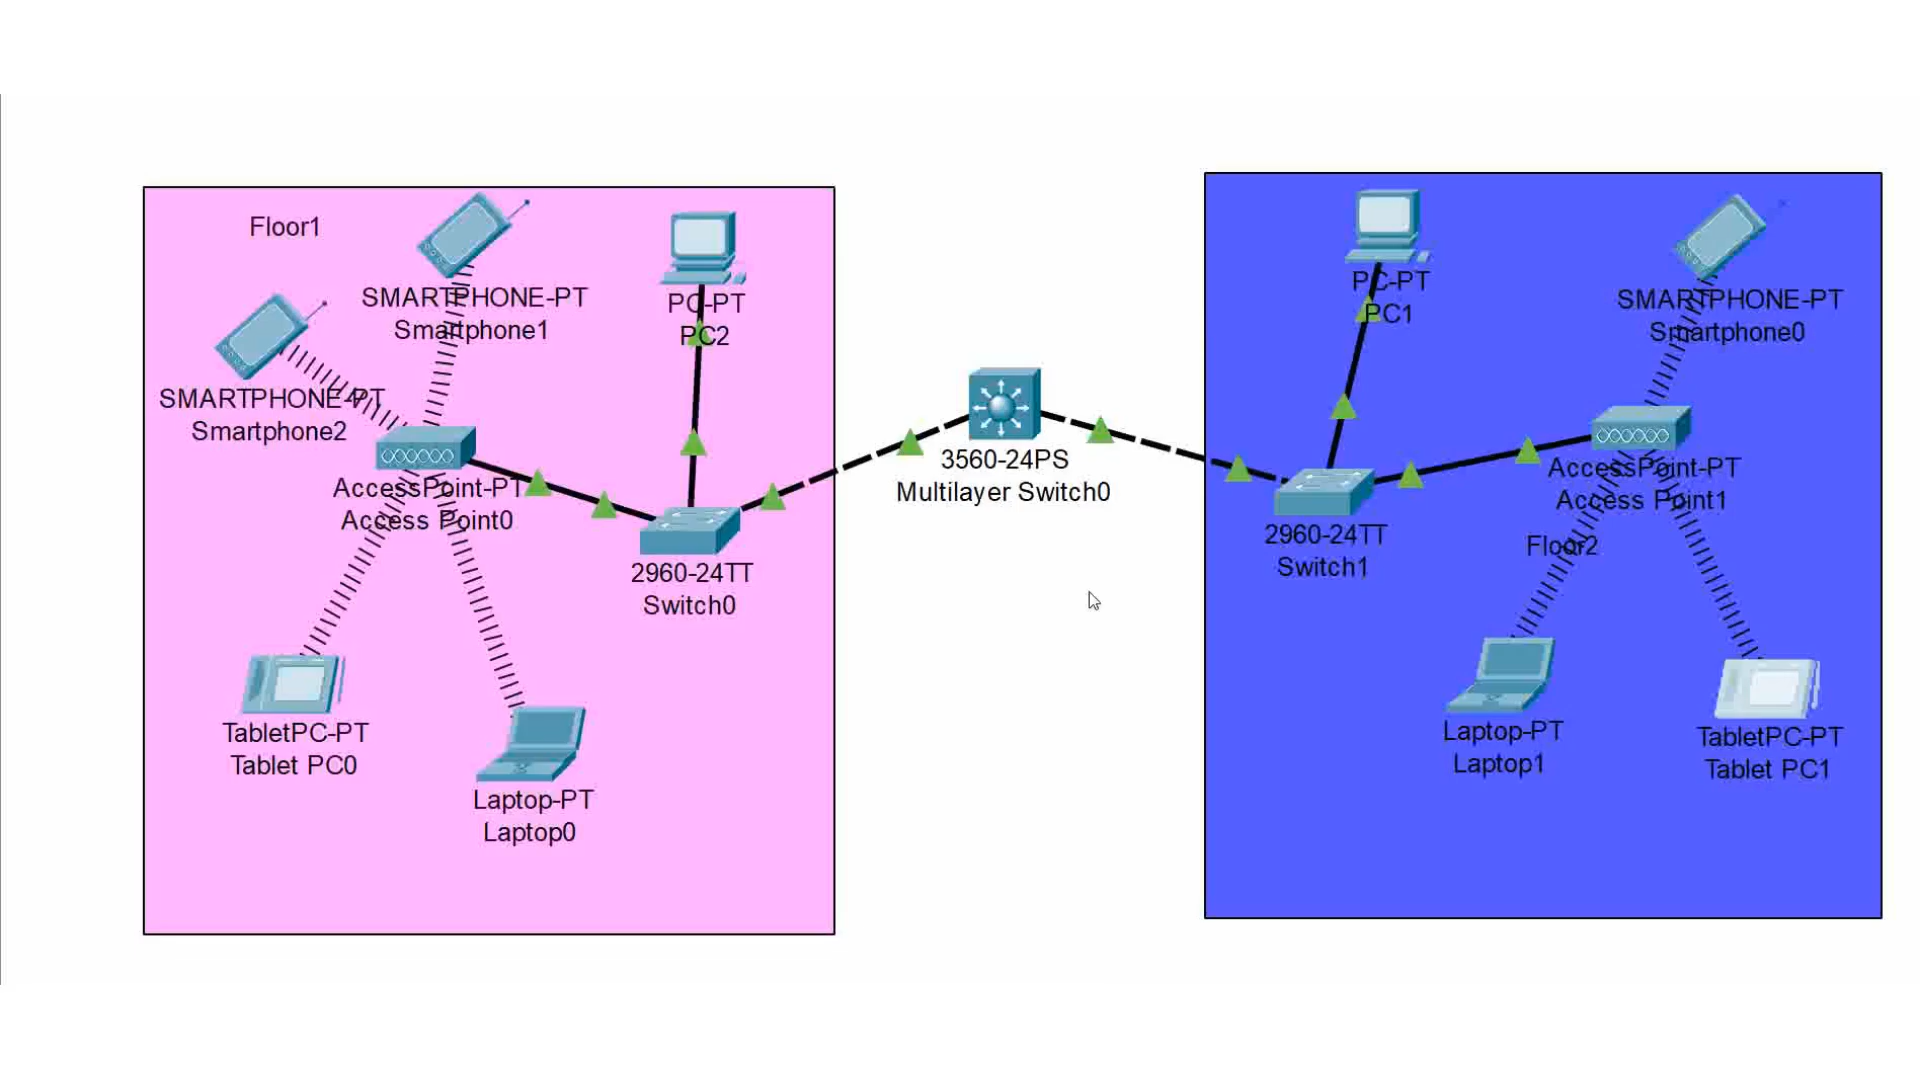 Floor1
SMARTPHONE-PT
Smartphone1
SMARTPHONE-PT
Smartphone2
PC-PT
PC2
AccessPoint-PT
Access Point0
2960-24TT
Switch0
TabletPC-PT
Tablet PC0
Laptop-PT
Laptop0
3560-24PS
Multilayer Switch0
PC-PT
PC1
SMARTPHONE-PT
Smartphone0
AccessPoint-PT
Access Point1
2960-24TT
Switch1
Floor2
Laptop-PT
Laptop1
TabletPC-PT
Tablet PC1